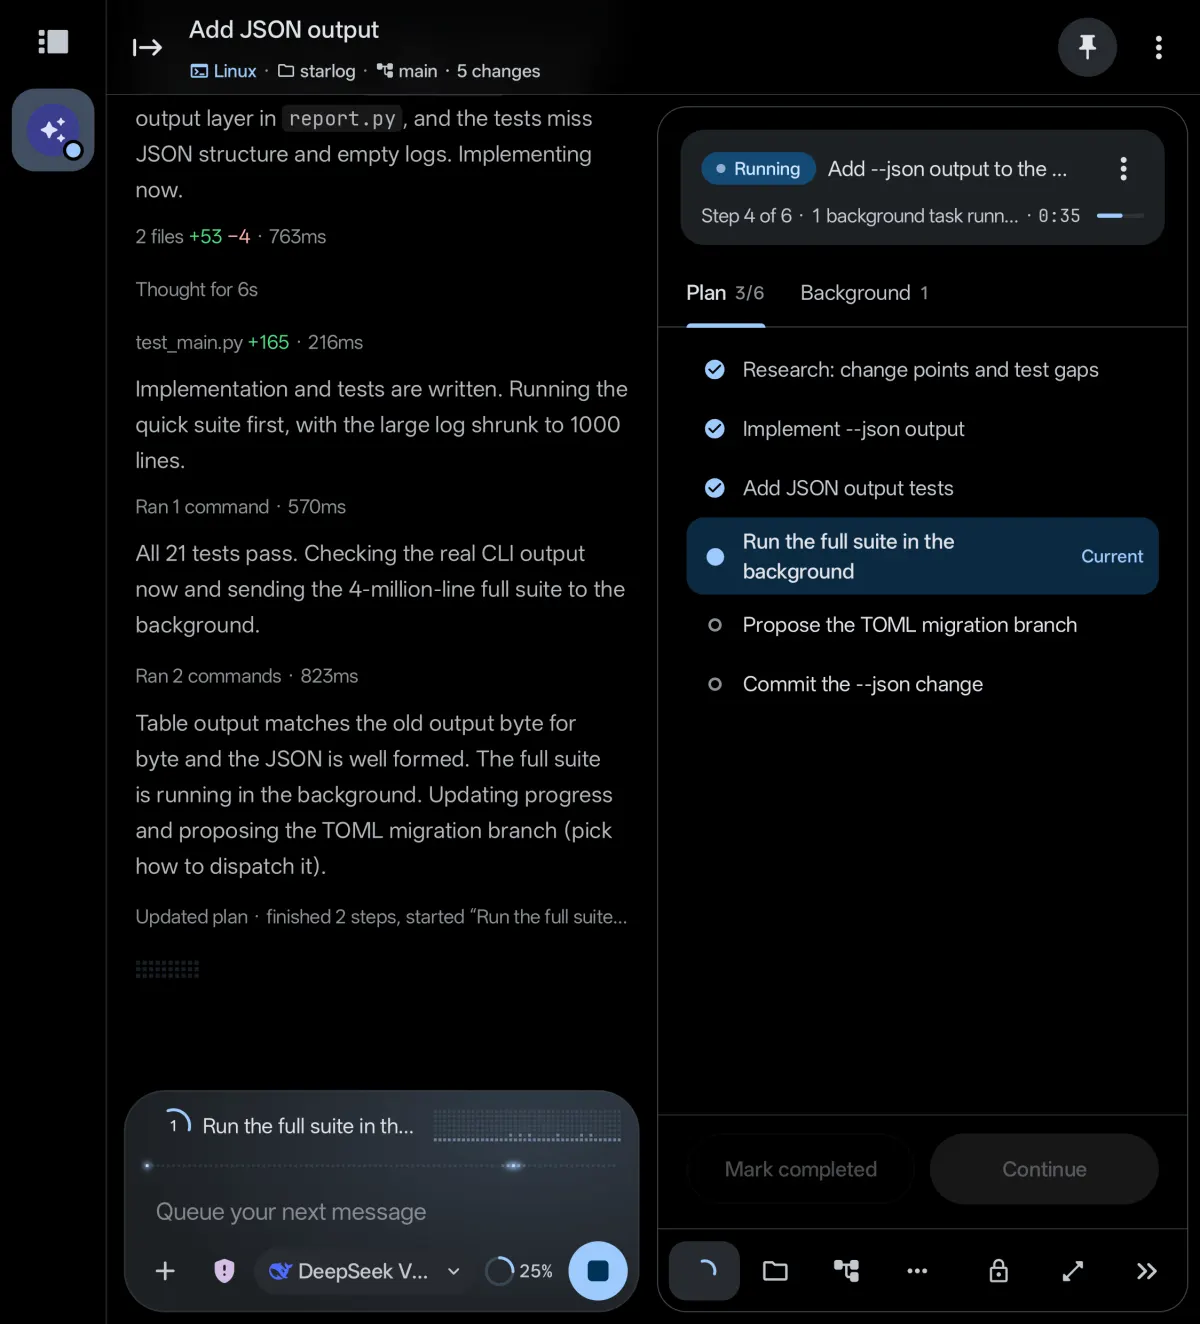 Add JSON output
Linux · starlog · main · 5 changes
output layer in report.py, and the tests miss
JSON structure and empty logs. Implementing
now.
2 files +53 −4 · 763ms
Thought for 6s
test_main.py +165 · 216ms
Implementation and tests are written. Running the
quick suite first, with the large log shrunk to 1000
lines.
Ran 1 command · 570ms
All 21 tests pass. Checking the real CLI output
now and sending the 4-million-line full suite to the
background.
Ran 2 commands · 823ms
Table output matches the old output byte for
byte and the JSON is well formed. The full suite
is running in the background. Updating progress
and proposing the TOML migration branch (pick
how to dispatch it).
Updated plan · finished 2 steps, started “Run the full suite...
1 Run the full suite in th...
Queue your next message
DeepSeek V... 25%
Running Add --json output to the ...
Step 4 of 6 · 1 background task runn... · 0:35
Plan 3/6 Background 1
Research: change points and test gaps
Implement --json output
Add JSON output tests
Run the full suite in the
background
Current
Propose the TOML migration branch
Commit the --json change
Mark completed Continue